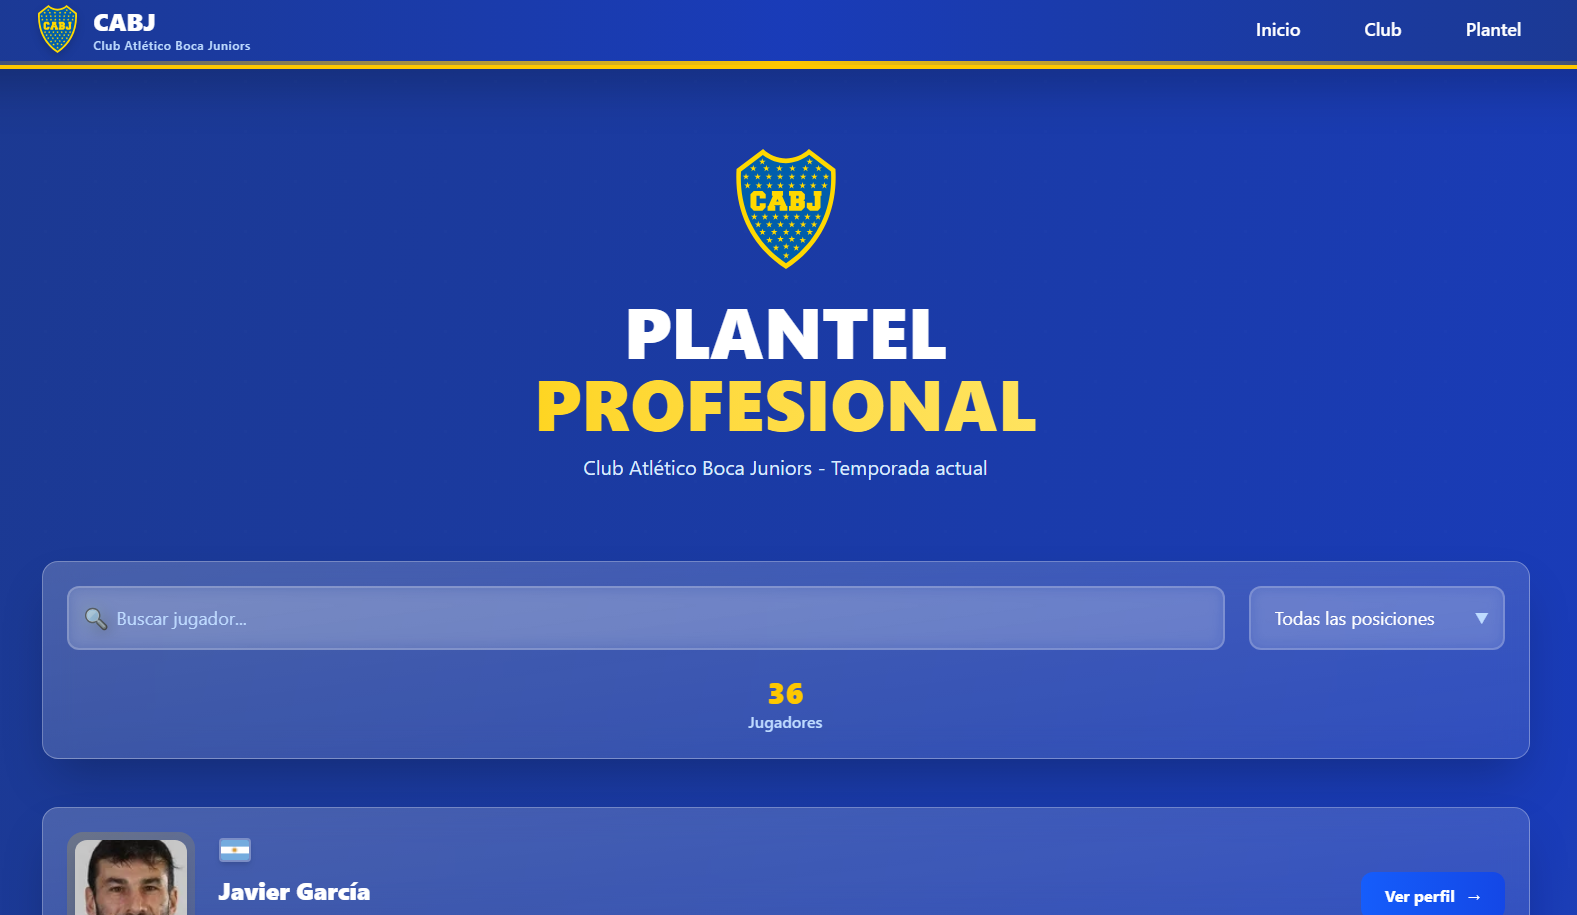 CABJ
CABJ
Club Atlético Boca Juniors
Inicio
Club
Plantel
CABJ
PLANTEL
PROFESIONAL
Club Atlético Boca Juniors - Temporada actual
Buscar jugador...
Todas las posiciones
36
Jugadores
Javier García
Ver perfil →